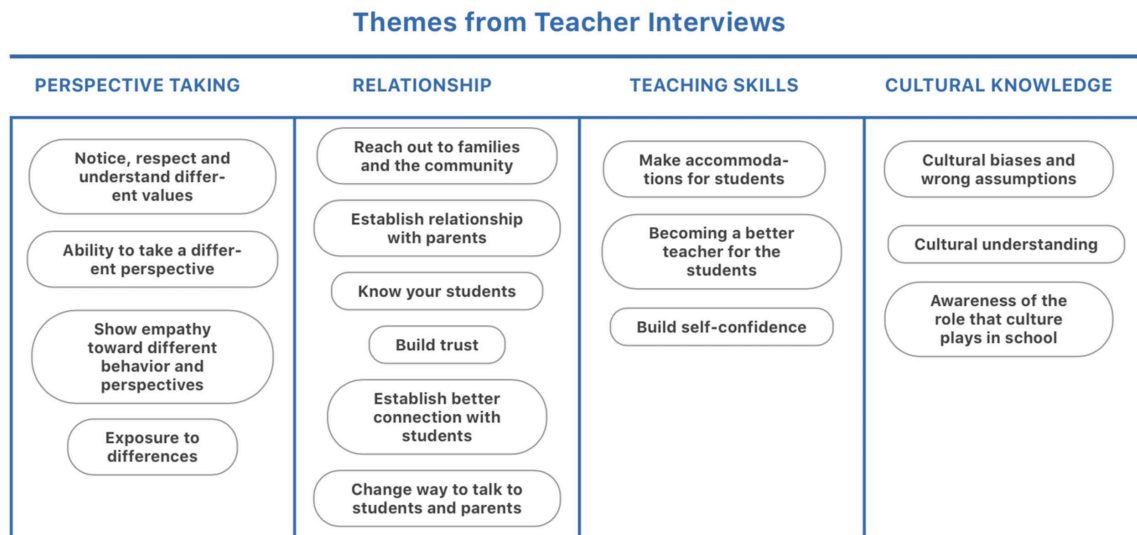 Themes from Teacher Interviews
PERSPECTIVE TAKING
RELATIONSHIP
TEACHING SKILLS
CULTURAL KNOWLEDGE
Notice, respect and
understand differ-
ent values
Ability to take a differ-
ent perspective
Show empathy
toward different
behavior and
perspectives
Exposure to
differences
Reach out to families
and the community
Establish relationship
with parents
Know your students
Build trust
Establish better
connection with
students
Change way to talk to
students and parents
Make accommoda-
tions for students
Becoming a better
teacher for the
students
Build self-confidence
Cultural biases and
wrong assumptions
Cultural understanding
Awareness of the
role that culture
plays in school